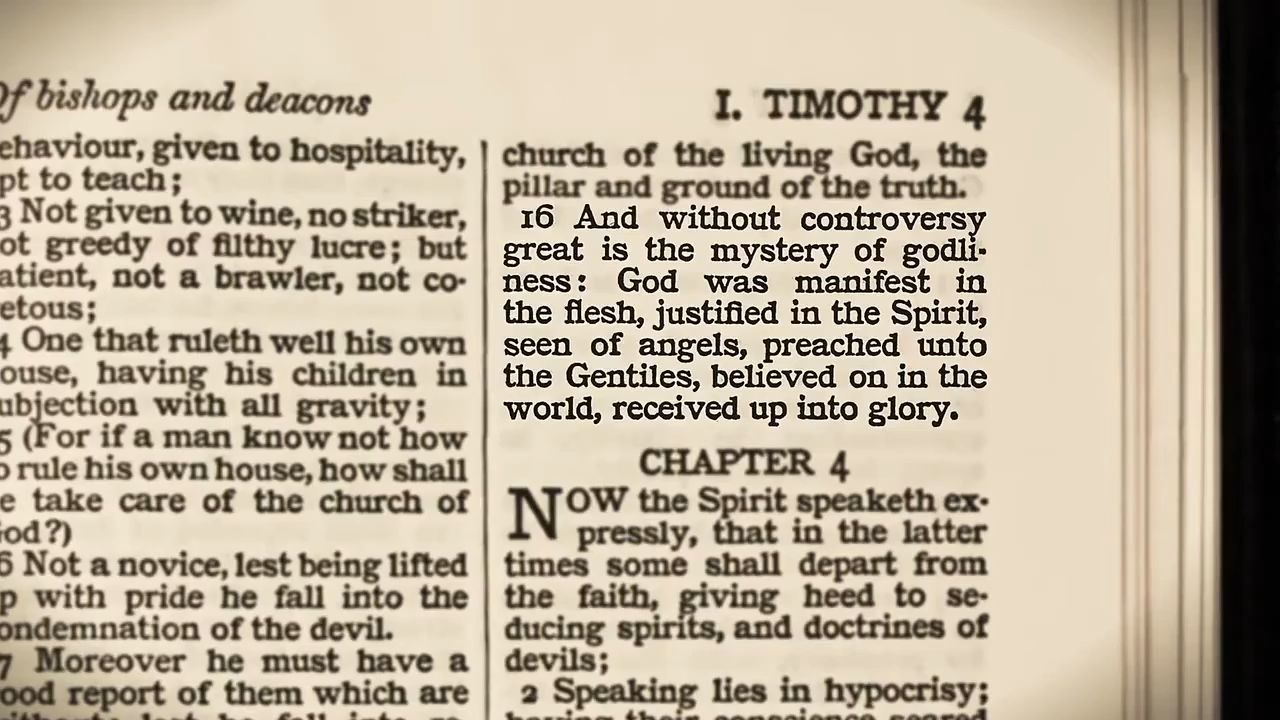 Of bishops and deacons
I. TIMOTHY 4
ehaviour, given to hospitality,
pt to teach;
3 Not given to wine, no striker,
ot greedy of filthy lucre; but
atient, not a brawler, not co-
etous;
4 One that ruleth well his own
ouse, having his children in
ubjection with all gravity;
5 (For if a man know not how
o rule his own house, how shall
e take care of the church of
God?)
6 Not a novice, lest being lifted
p with pride he fall into the
ondemnation of the devil.
7 Moreover he must have a
ood report of them which are
church of the living God, the
pillar and ground of the truth.
16 And without controversy
great is the mystery of godli-
ness: God was manifest in
the flesh, justified in the Spirit,
seen of angels, preached unto
the Gentiles, believed on in the
world, received up into glory.
CHAPTER 4
NOW the Spirit speaketh ex-
pressly, that in the latter
times some shall depart from
the faith, giving heed to se-
ducing spirits, and doctrines of
devils;
2 Speaking lies in hypocrisy;
having their conscience seared